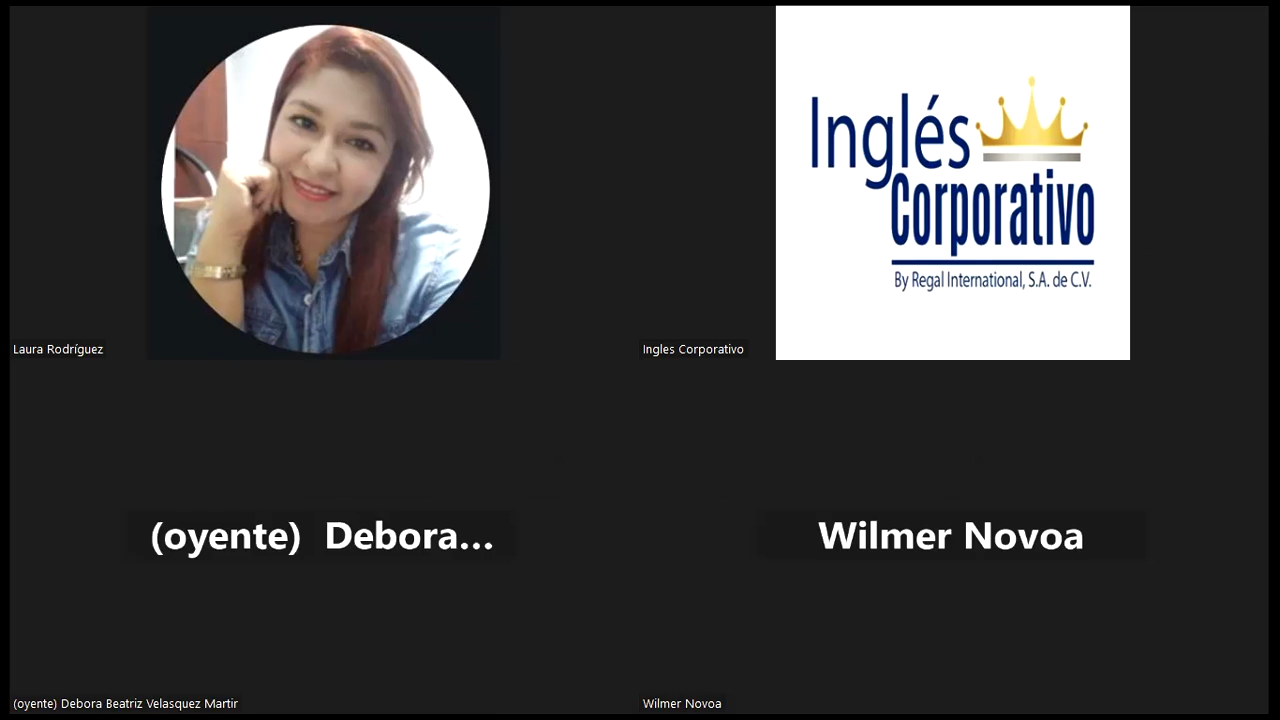 Inglés
Corporativo
By Regal International, S.A. de C.V.
Laura Rodríguez
Ingles Corporativo
(oyente) Debora...
Wilmer Novoa
(oyente) Debora Beatriz Velasquez Martir
Wilmer Novoa